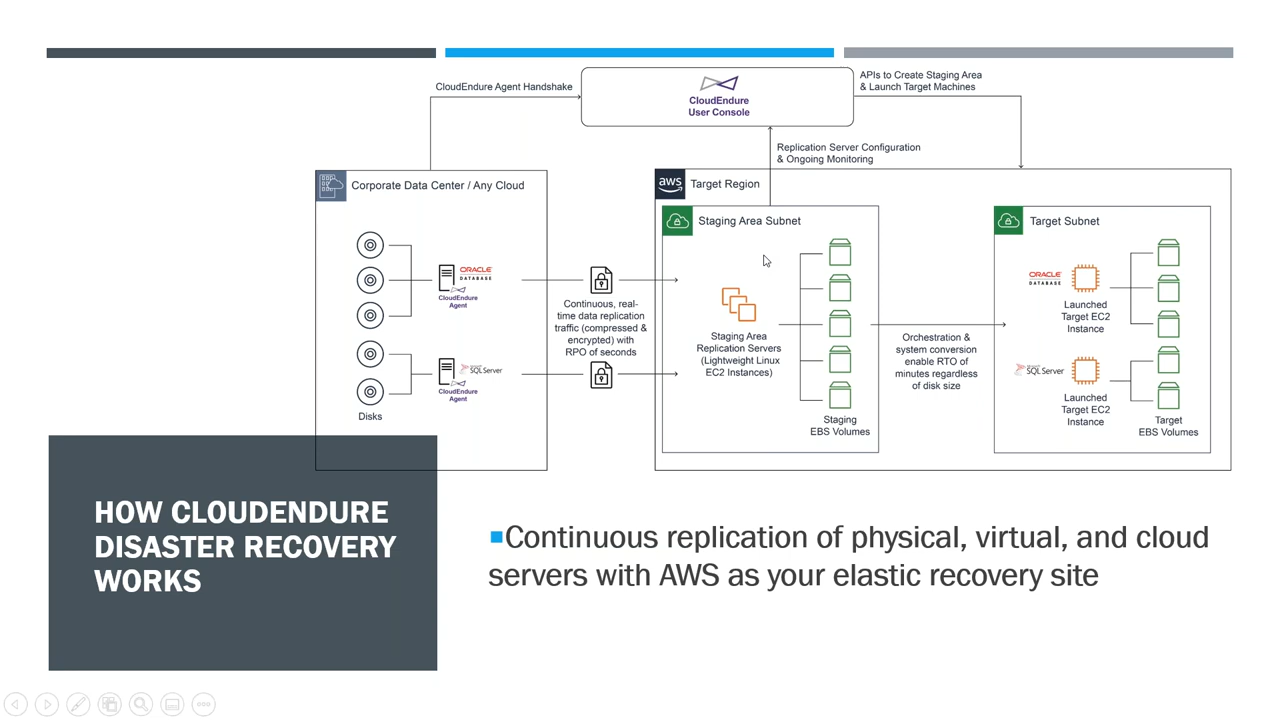 CloudEndure Agent Handshake
CloudEndure
User Console
APIs to Create Staging Area
& Launch Target Machines
Replication Server Configuration
& Ongoing Monitoring
Corporate Data Center / Any Cloud
ORACLE
DATABASE
CloudEndure
Agent
SQLServer
CloudEndure
Agent
Disks
Continuous, real-
time data replication
traffic (compressed &
encrypted) with
RPO of seconds
aws
Target Region
Staging Area Subnet
Staging Area
Replication Servers
(Lightweight Linux
EC2 Instances)
Staging
EBS Volumes
Orchestration &
system conversion
enable RTO of
minutes regardless
of disk size
Target Subnet
ORACLE
DATABASE
Launched
Target EC2
Instance
SQLServer
Launched
Target EC2
Instance
Target
EBS Volumes
HOW CLOUDENDURE
DISASTER RECOVERY
WORKS
Continuous replication of physical, virtual, and cloud
servers with AWS as your elastic recovery site